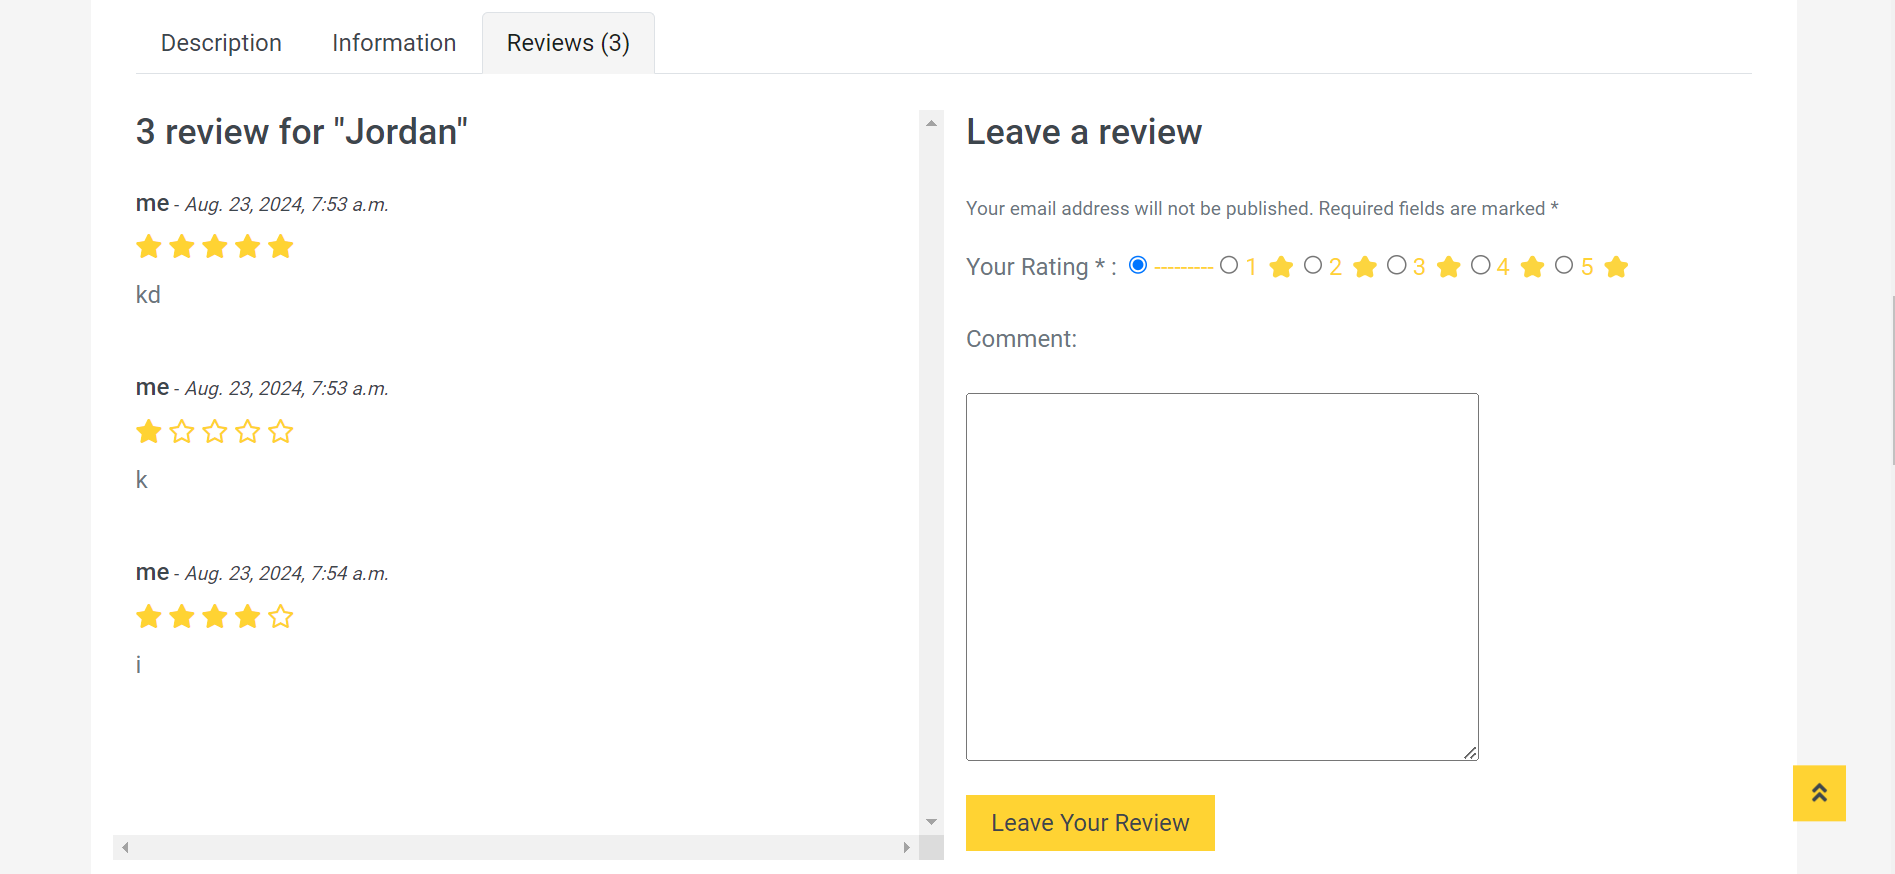 Description Information Reviews (3)
3 review for "Jordan"
me - Aug. 23, 2024, 7:53 a.m.
kd
me - Aug. 23, 2024, 7:53 a.m.
k
me - Aug. 23, 2024, 7:54 a.m.
i
Leave a review
Your email address will not be published. Required fields are marked *
Your Rating * : --------- 1 2 3 4 5
Comment:
Leave Your Review